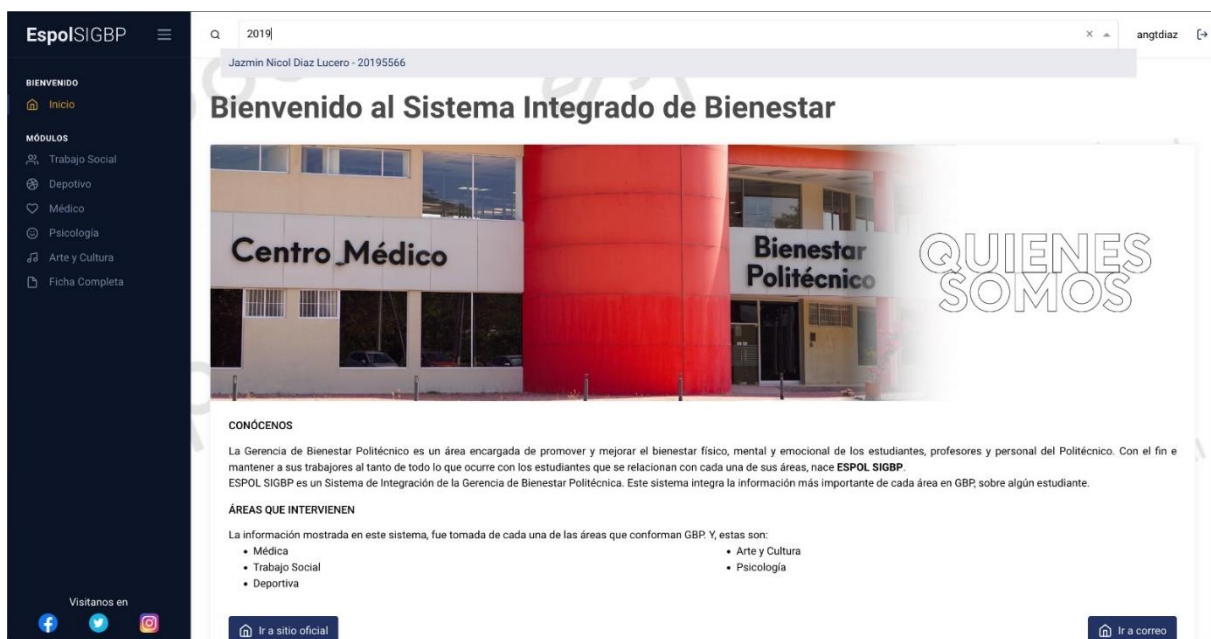 EspolSIGBP
2019
angtdiaz
Jazmin Nicol Diaz Lucero - 20195566
BIENVENIDO
Inicio
MÓDULOS
Trabajo Social
Depotivo
Médico
Psicología
Arte y Cultura
Ficha Completa
Visitanos en
Bienvenido al Sistema Integrado de Bienestar
Centro Médico
Bienestar
Politécnico
QUIENES
SOMOS
CONÓCENOS
La Gerencia de Bienestar Politécnico es un área encargada de promover y mejorar el bienestar físico, mental y emocional de los estudiantes, profesores y personal del Politécnico. Con el fin e
mantener a sus trabajores al tanto de todo lo que ocurre con los estudiantes que se relacionan con cada una de sus áreas, nace ESPOL SIGBP.
ESPOL SIGBP es un Sistema de Integración de la Gerencia de Bienestar Politécnica. Este sistema integra la información más importante de cada área en GBP, sobre algún estudiante.
ÁREAS QUE INTERVIENEN
La información mostrada en este sistema, fue tomada de cada una de las áreas que conforman GBP. Y, estas son:
• Médica
• Trabajo Social
• Deportiva
• Arte y Cultura
• Psicología
Ir a sitio oficial
Ir a correo